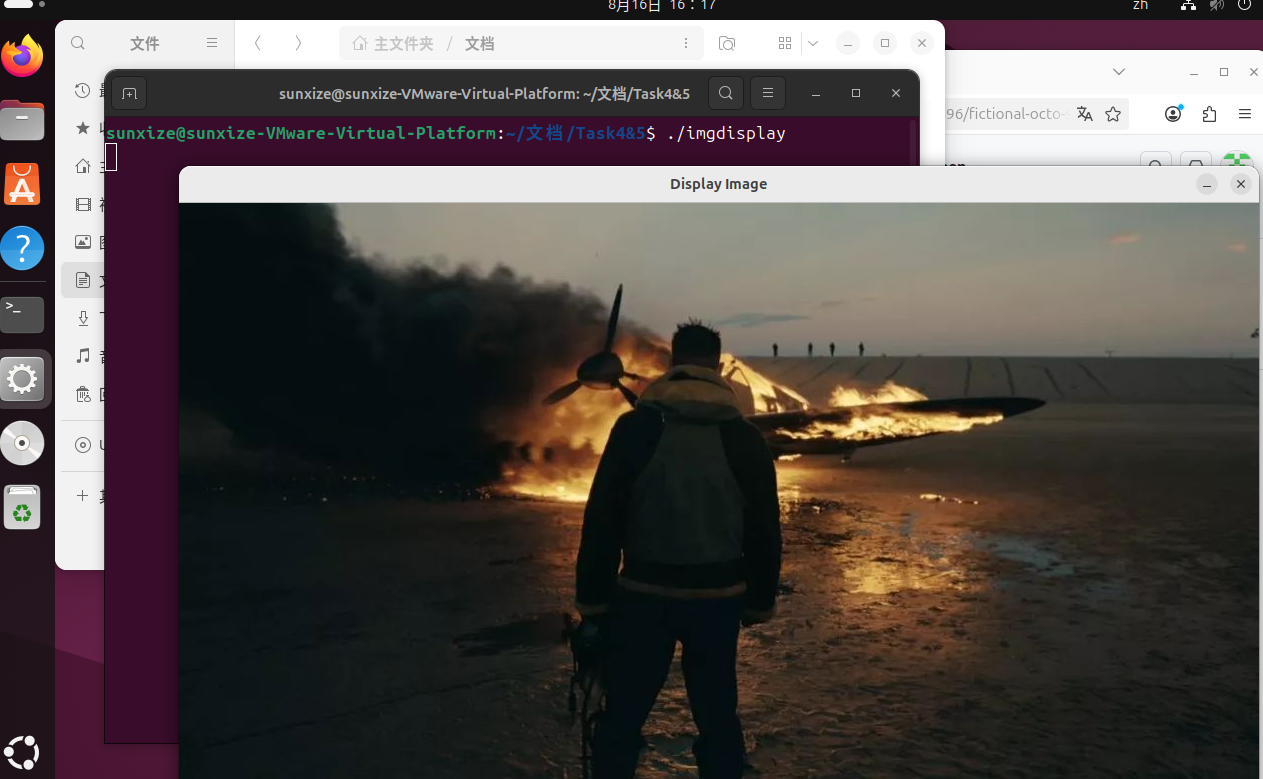 8月16日 16：17
zh
文件
主文件夹 / 文档
sunxize@sunxize-VMware-Virtual-Platform: ~/文档/Task4&5
96/fictional-octo-
sunxize@sunxize-VMware-Virtual-Platform:~/文档/Task4&5$ ./imgdisplay
Display Image